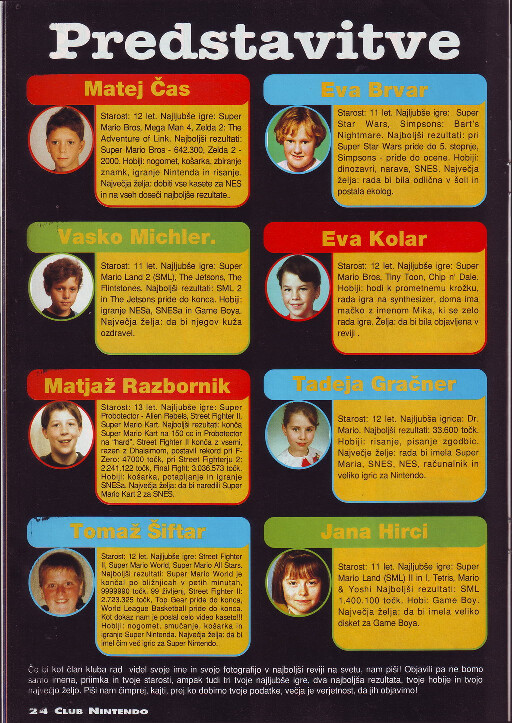 Predstavitve
Matej Čas
Starost: 12 let. Najljubše igre: Super
Mario Bros, Mega Man 4, Zelda 2: The
Adventure of Link. Najboljši rezultati:
Super Mario Bros - 642.300, Zelda 2 -
2000. Hobiji: nogomet, košarka, zbiranje
znamk, igranje Nintenda in risanje.
Največja želja: dobiti vse kasete za NES
in na vseh doseči najboljše rezultate.
Eva Brvar
Starost: 11 let. Najljubše igre: Super
Star Wars, Simpsons: Bart's
Nightmare. Najboljši rezultati: pri
Super Star Wars pride do 5. stopnje,
Simpsons - pride do ocene. Hobiji:
dinozavri, narava, SNES. Največja
želja: rada bi bila odlična v šoli in
postala ekolog.
Vasko Michler.
Starost: 11 let. Najljubše igre: Super
Mario Land 2 (SML), The Jetsons, The
Flintstones. Najboljši rezultati: SML 2
in The Jetsons pride do konca. Hobiji:
igranje NESa, SNESa in Game Boya.
Največja želja: da bi njegov kuža
ozdravel.
Eva Kolar
Starost: 12 let. Najljubše igre: Super
Mario Bros, Tiny Toon, Chip n' Dale.
Hobiji: hodi k prometnemu krožku,
rada igra na synthesizer, doma ima
mačko z imenom Mika, ki se zelo
rada igra. Želja: da bi bila objavljena v
reviji .
Matjaž Razbornik
Starost: 13 let. Najljubše igre: Super
Probotector - Alien Rebels, Street Fighter II,
Super Mario Kart. Najboljši rezultati: konča
Super Mario Kart na 150 cc in Probotector
na "hard". Street Fighter II konča z vsemi,
razen z Dhalsimom, postavil rekord pri F-
Zero: 47000 točk, pri Street Fighterju 2:
2.241.122 točk, Final Fight: 3.036.573 točk.
Hobiji: košarka, potapljanje in igranje
SNESa. Največja želja: da bi naredili Super
Mario Kart 2 za SNES.
Tadeja Gračner
Starost: 12 let. Najljubša igrica: Dr.
Mario. Najboljši rezultat: 33.600 točk.
Hobiji: risanje, pisanje zgodbic.
Največja želja: rada bi imela Super
Maria, SNES, NES, računalnik in
veliko igric za Nintendo.
Tomaž Šiftar
Starost: 12 let. Najljubše igre: Street Fighter
II, Super Mario World, Super Mario All Stars.
Najboljši rezultati: Super Mario World je
končal po bližnjicah v petih minutah,
9999990 točk, 99 življenj, Street Fighter II:
2.723.325 točk, Top Gear pride do konca,
World League Basketball pride do konca.
Kot dokaz nam je poslal celo video kaseto!!!
Hobiji: nogomet, smučanje, košarka in
igranje Super Nintenda. Največja želja: da bi
imel čim več igric za Super Nintendo.
Jana Hirci
Starost: 11 let. Najljubše igre: Super
Mario Land (SML) II in I, Tetris, Mario
& Yoshi Najboljši rezultati: SML
1.400.100 točk. Hobi: Game Boy.
Največja želja: da bi imela veliko
disket za Game Boya.
Če bi kot član kluba rad videl svoje ime in svojo fotografijo v najboljši reviji na svetu, nam piši! Objavili pa ne bomo
samo imena, priimka in tvoje starosti, ampak tudi tri tvoje najljubše igre, dva najboljša rezultata, tvoje hobije in tvojo
največjo željo. Piši nam čimprej, kajti, prej ko dobimo tvoje podatke, večja je verjetnost, da jih objavimo!
24 CLUB NINTENDO